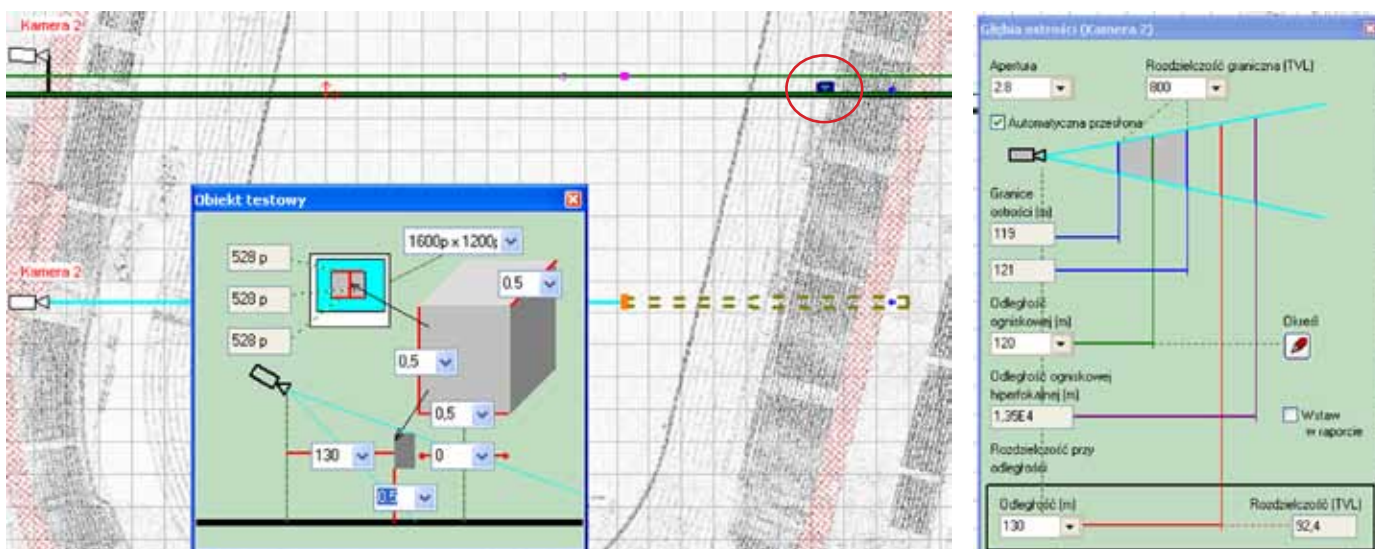 Kamera 2
Kamera 2
Obiekt testowy
1600p x 1200p
528 p
528 p
528 p
0.5
0,5
0,5
130
0
0.5
Głębia ostrości (Kamera 2)
Apertura
Rozdzielczość graniczna (TVL)
2.8
800
Automatyczna przesłona
Granice
ostrości (m)
119
121
Odległość
ogniskowej (m)
Określ
120
Odległość ogniskowej
hiperfokalnej (m)
1,35E4
Wstaw
w raporcie
Rozdzielczość przy
odległości
Odległość (m)
Rozdzielczość (TVL)
130
92,4